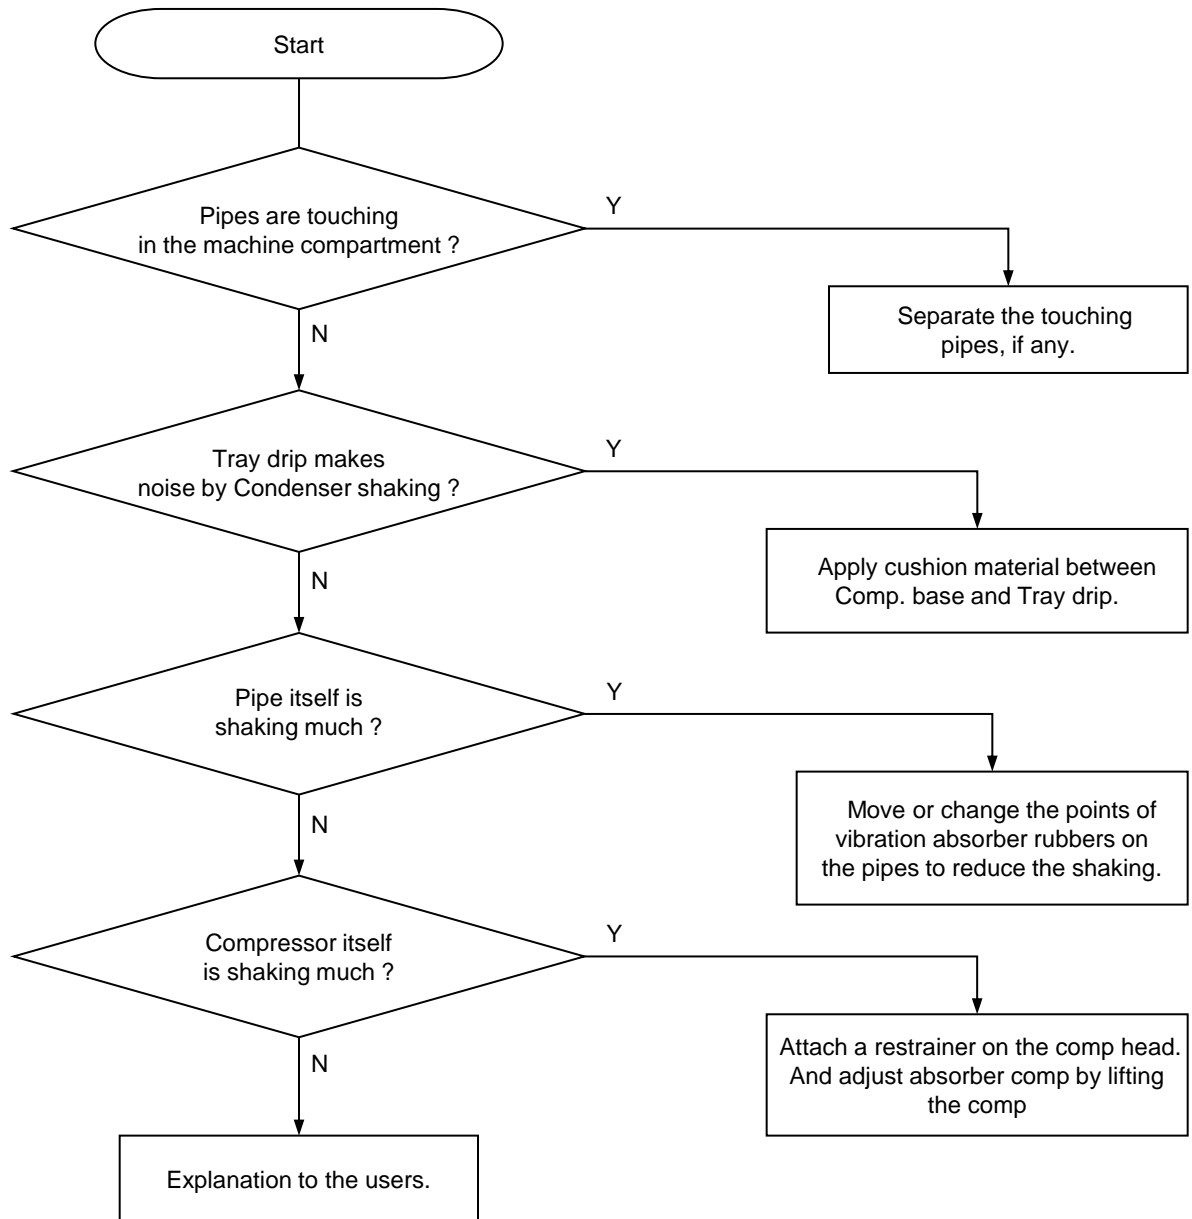 Start
Pipes are touching
in the machine compartment ?
Y
Separate the touching
pipes, if any.
N
Tray drip makes
noise by Condenser shaking ?
Y
Apply cushion material between
Comp. base and Tray drip.
N
Pipe itself is
shaking much ?
Y
Move or change the points of
vibration absorber rubbers on
the pipes to reduce the shaking.
N
Compressor itself
is shaking much ?
Y
Attach a restrainer on the comp head.
And adjust absorber comp by lifting
the comp
N
Explanation to the users.